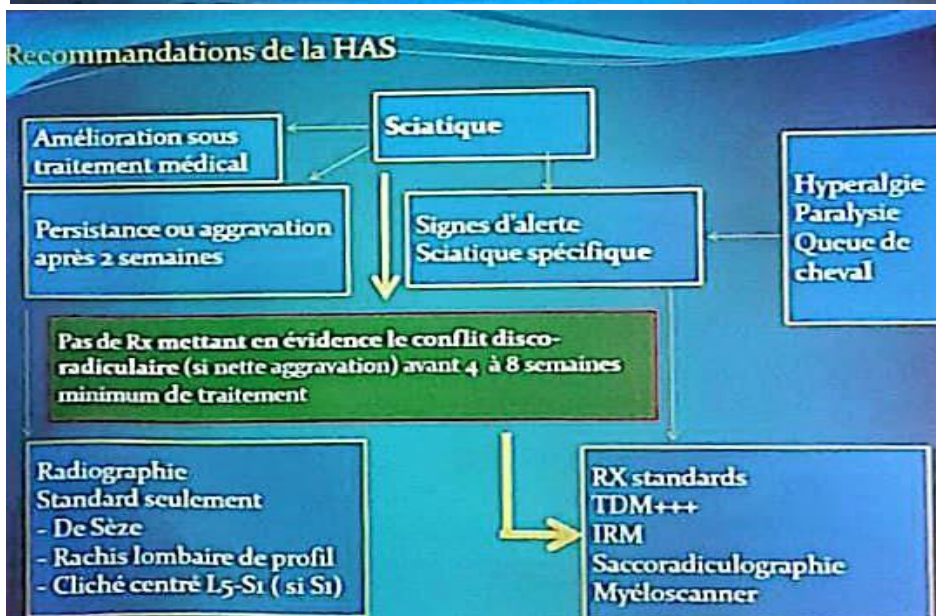 Recommandations de la HAS
Sciatique
Amélioration sous
traitement médical
Persistance ou aggravation
après 2 semaines
Signes d'alerte
Sciatique spécifique
Hyperalgie
Paralysie
Queue de
cheval
Pas de Rx mettant en évidence le conflit disco-
radiculaire (si nette aggravation) avant 4 à 8 semaines
minimum de traitement
Radiographie
Standard seulement
- De Sèze
- Rachis lombaire de profil
- Cliché centré L5-S1 ( si S1)
RX standards
TDM+++
IRM
Saccoradiculographie
Myéloscanner